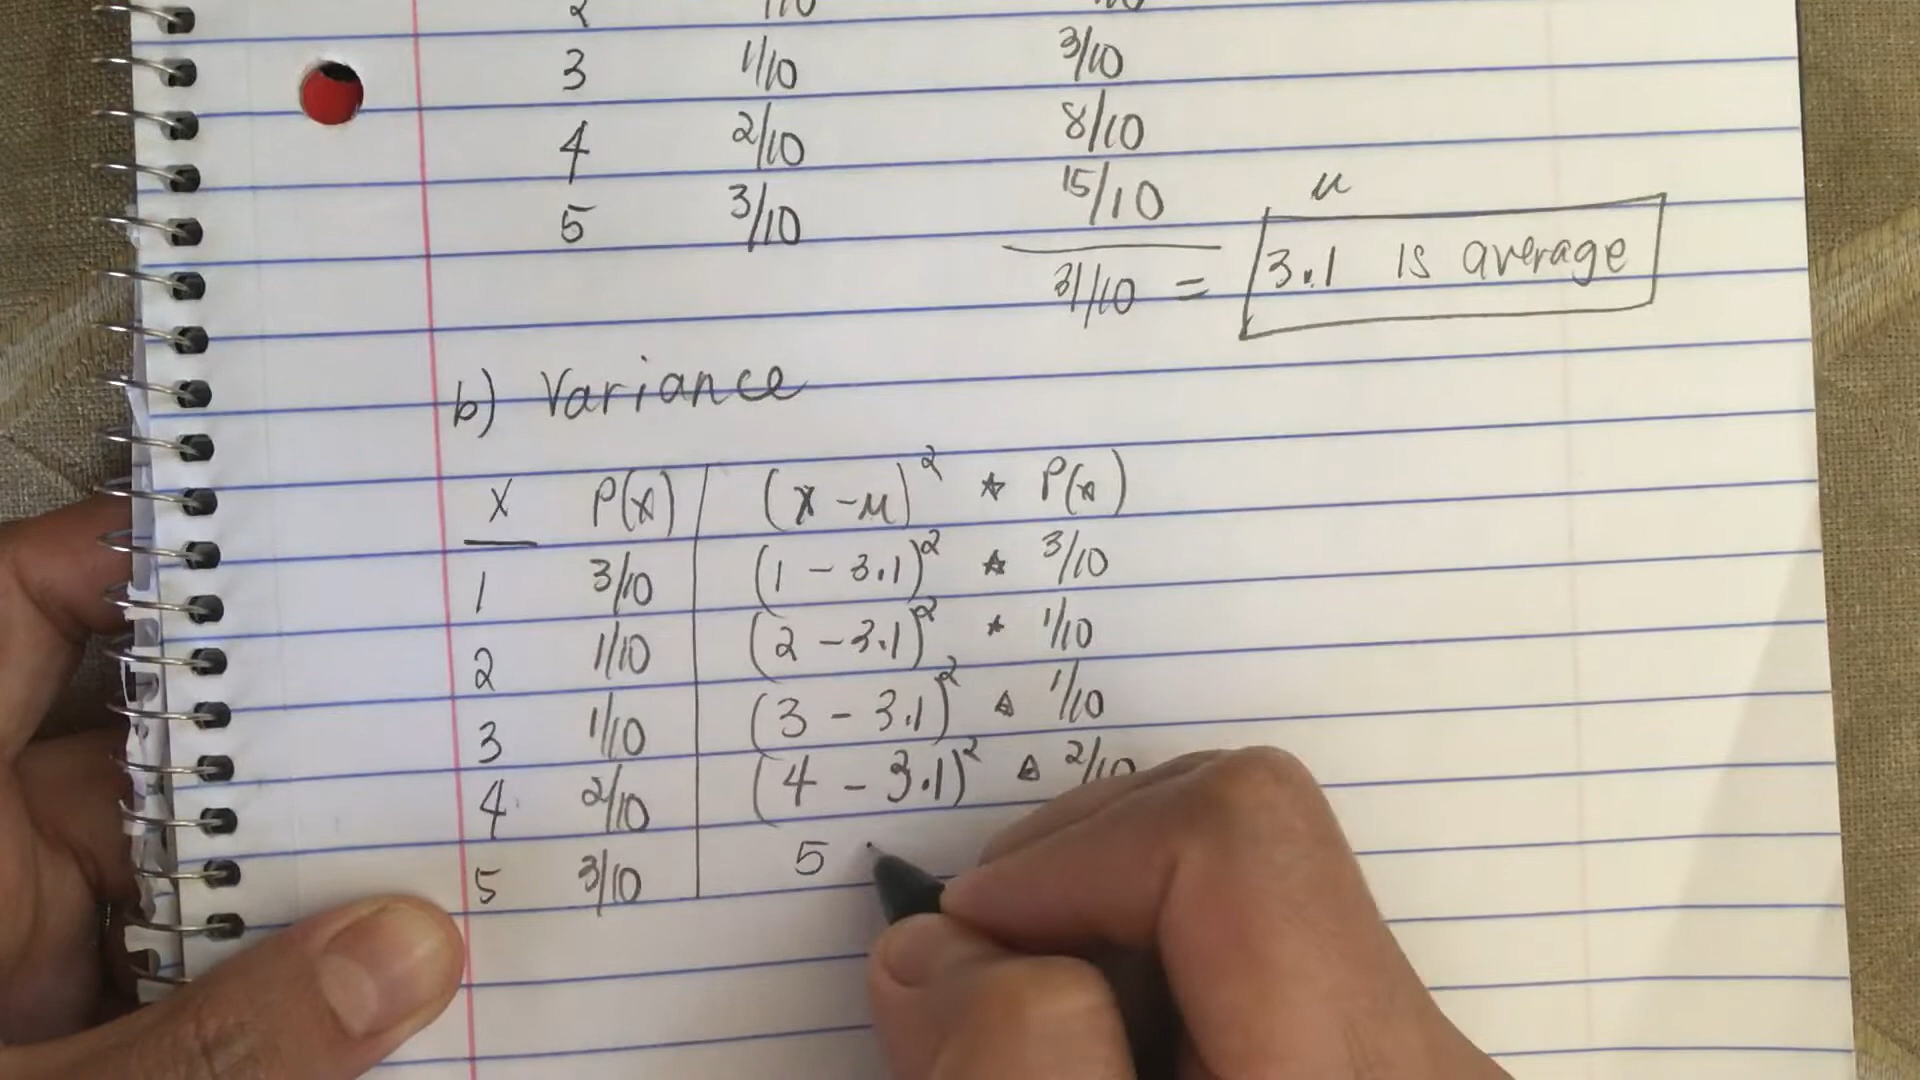 3 1/10 3/10
4 2/10 8/10
5 3/10 15/10
μ
31/10 = 3.1 is average
b) Variance
X P(x) (x-μ)² * P(x)
1 3/10 (1-3.1)² * 3/10
2 1/10 (2-3.1)² * 1/10
3 1/10 (3-3.1)² * 1/10
4 2/10 (4-3.1)² * 2/10
5 3/10 5